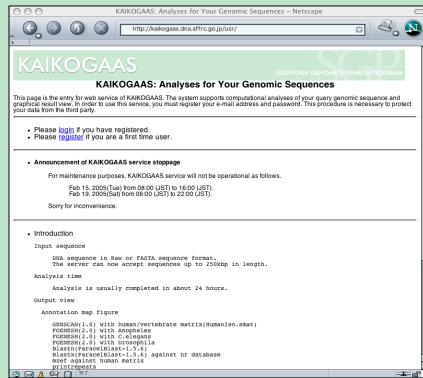 KAIKOGAAS: Analyses for Your Genomic Sequences - Netscape
http://kaikogaas.dna.affrc.go.jp/usr/
N
KAIKOGAAS
SGP
SILKWORM GENOME RESEARCH PROGRAM
KAIKOGAAS: Analyses for Your Genomic Sequences
This page is the entry for web service of KAIKOGAAS. The system supports computational analyses of your query genomic sequence and
graphical result view. In order to use this service, you must register your e-mail address and password. This procedure is necessary to protect
your data from the third party.
• Please login if you have registered.
• Please register if you are a first time user.
• Announcement of KAIKOGAAS service stoppage
For maintenance purposes, KAIKOGAAS service will not be operational as follows.
Feb 15, 2005(Tue) from 08:00 (JST) to 16:00 (JST).
Feb 19, 2005(Sat) from 06:00 (JST) to 22:00 (JST).
Sorry for inconvenience.
• Introduction
Input sequence
DNA sequence in Raw or FASTA sequence format.
The server can now accept sequences up to 250kbp in length.
Analysis time
Analysis is usually completed in about 24 hours.
Output view
Annotation map figure
GENSCAN(1.0) with human/vertebrate matrix(HumanIso.smat)
FGENESH(2.0) with Anopheles
FGENESH(2.0) with C.elegans
FGENESH(2.0) with Drosophila
Blastn(ParacelBlast-1.5.6)
Blastx(ParacelBlast-1.5.6) against nr database
mzef against human matrix
printrepeats